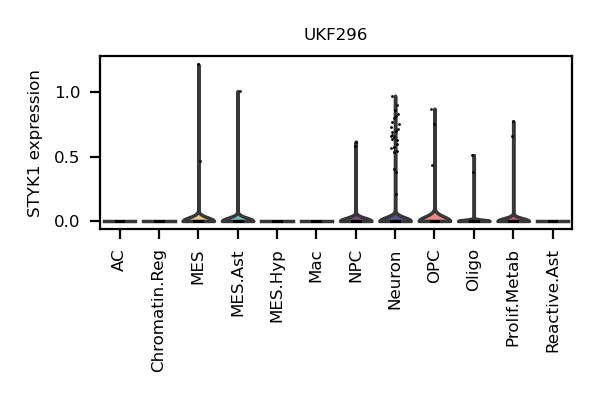 UKF296
STYK1 expression
1.0
0.5
0.0
AC
Chromatin.Reg
MES
MES.Ast
MES.Hyp
Mac
NPC
Neuron
OPC
Oligo
Prolif.Metab
Reactive.Ast